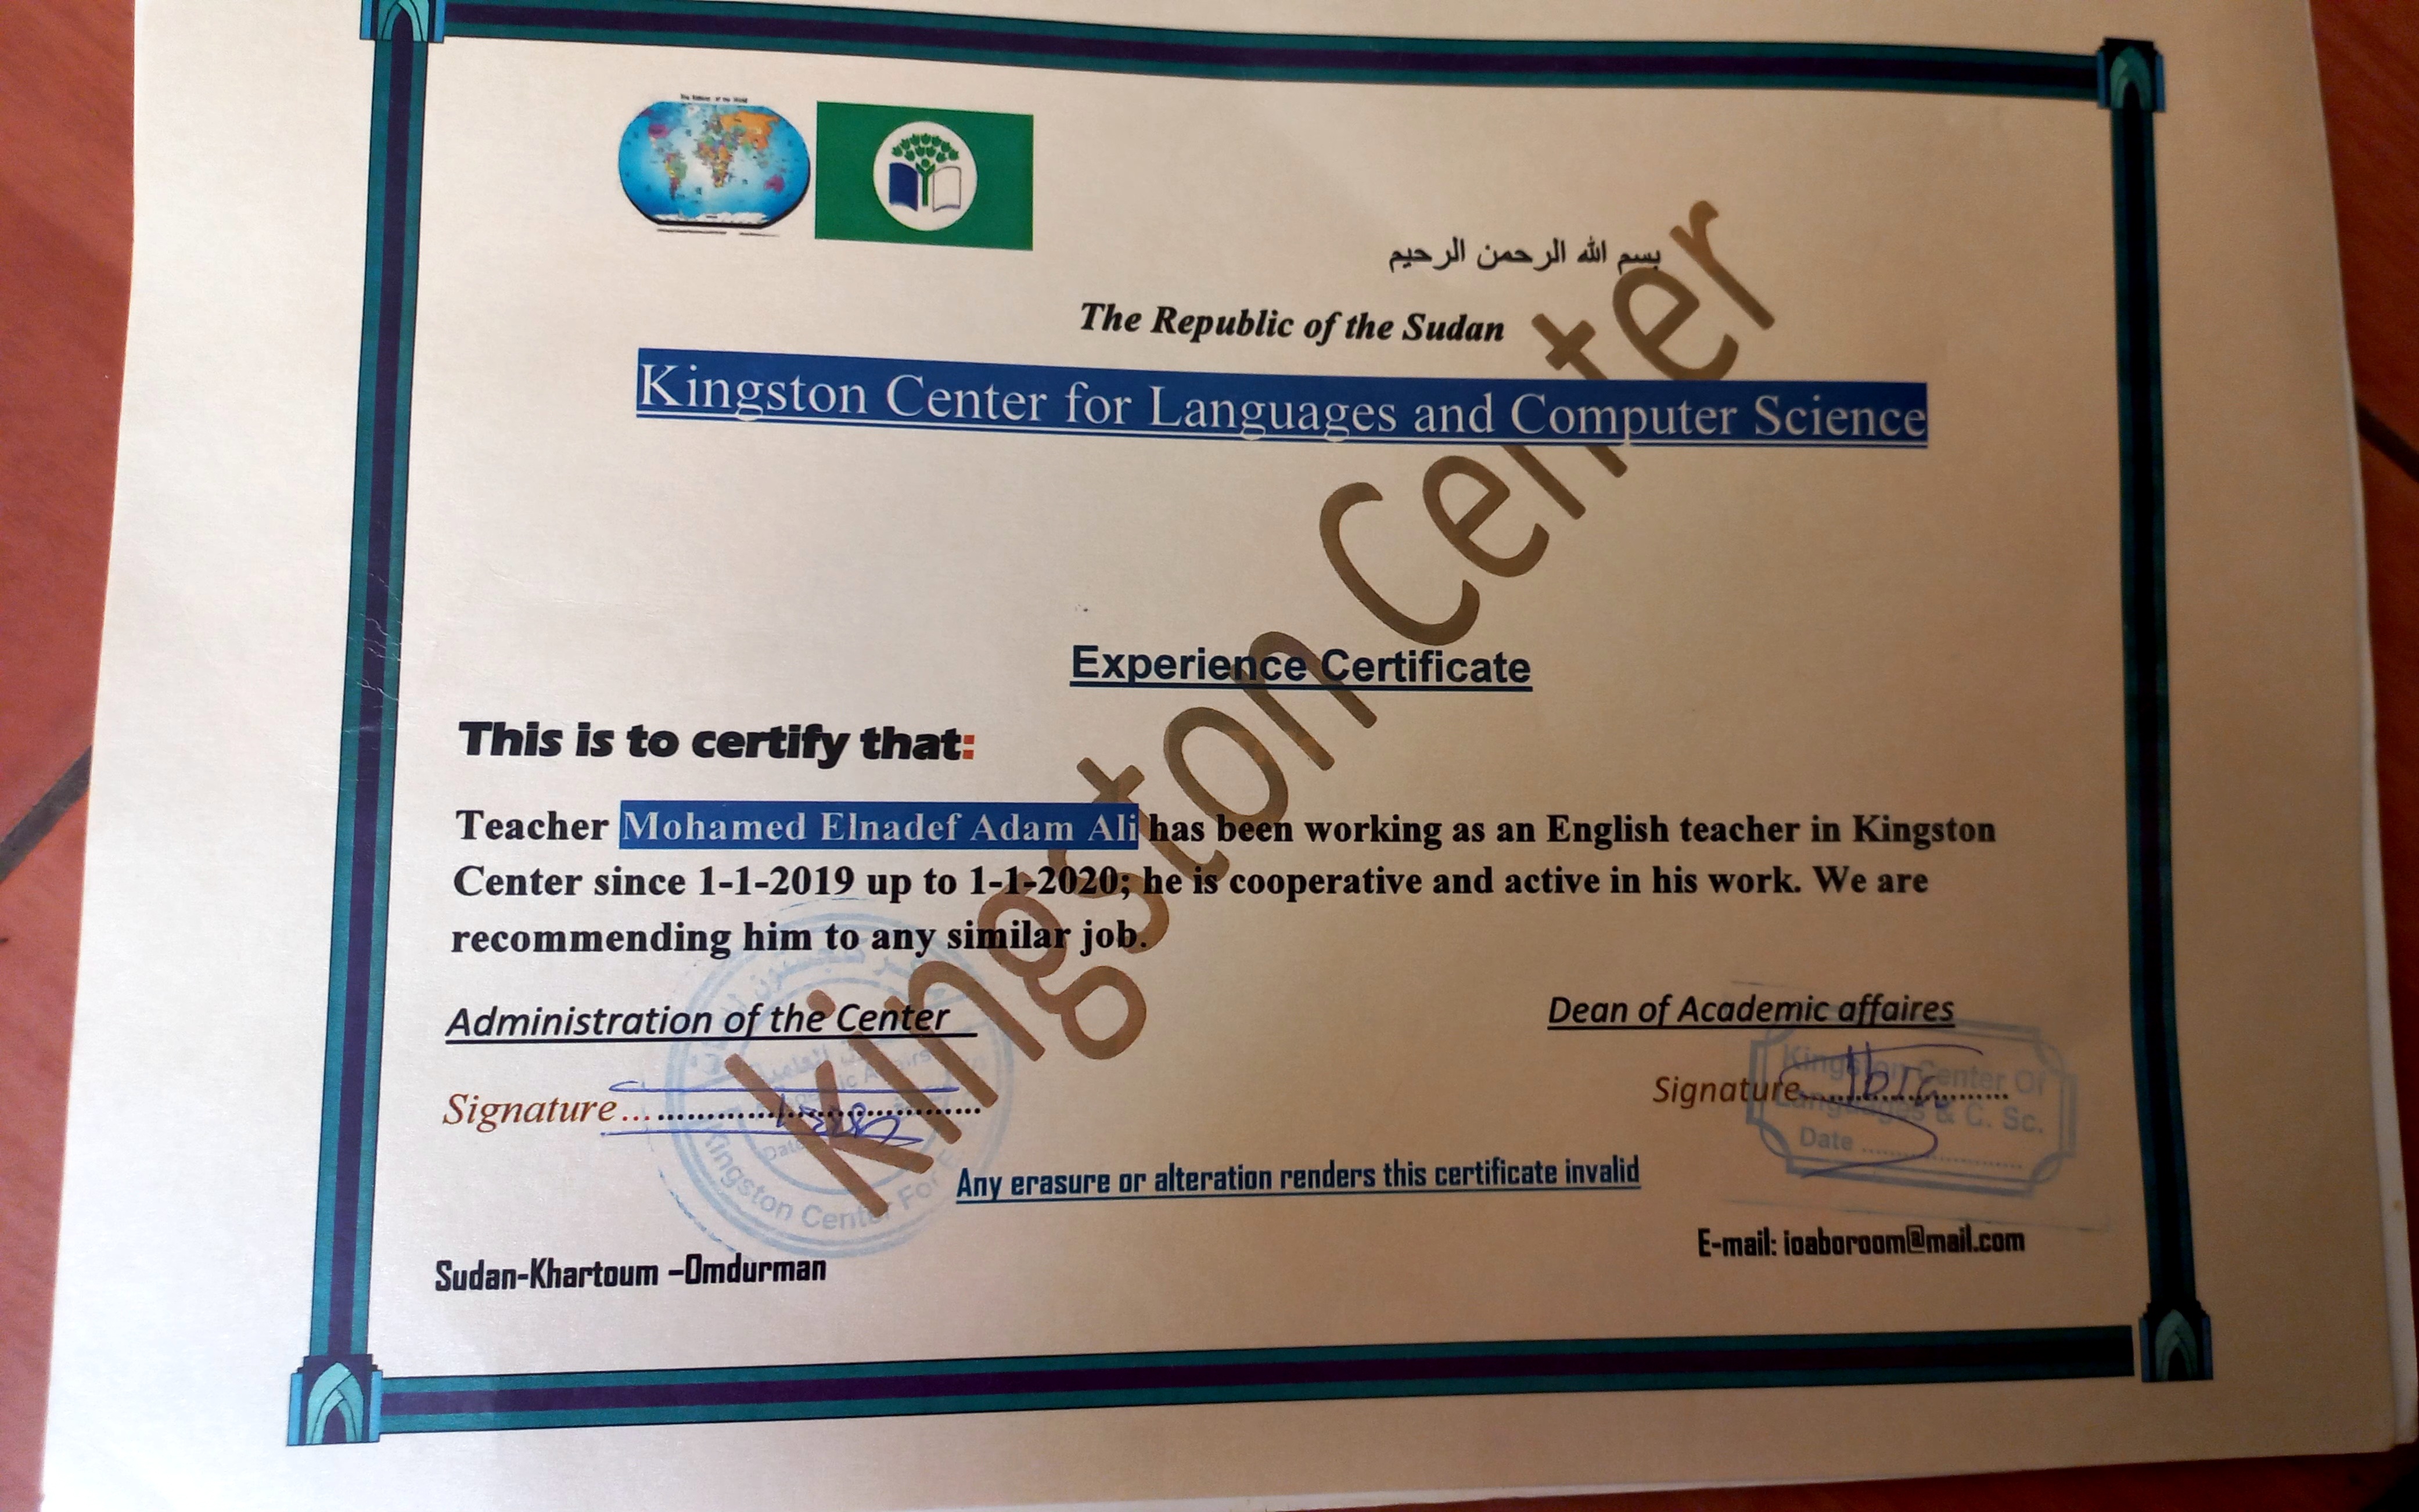 بسم الله الرحمن الرحيم
The Republic of the Sudan
Kingston Center for Languages and Computer Science
Kingston Center
Experience Certificate
This is to certify that:
Teacher Mohamed Elnadef Adam Ali has been working as an English teacher in Kingston
Center since 1-1-2019 up to 1-1-2020; he is cooperative and active in his work. We are
recommending him to any similar job.
Administration of the Center
Dean of Academic affaires
Signature
Signature
Kingston Center Of
Languages & C. Sc.
Date
Kingston Center For
Any erasure or alteration renders this certificate invalid
E-mail: ioaboroom@mail.com
Sudan-Khartoum –Omdurman